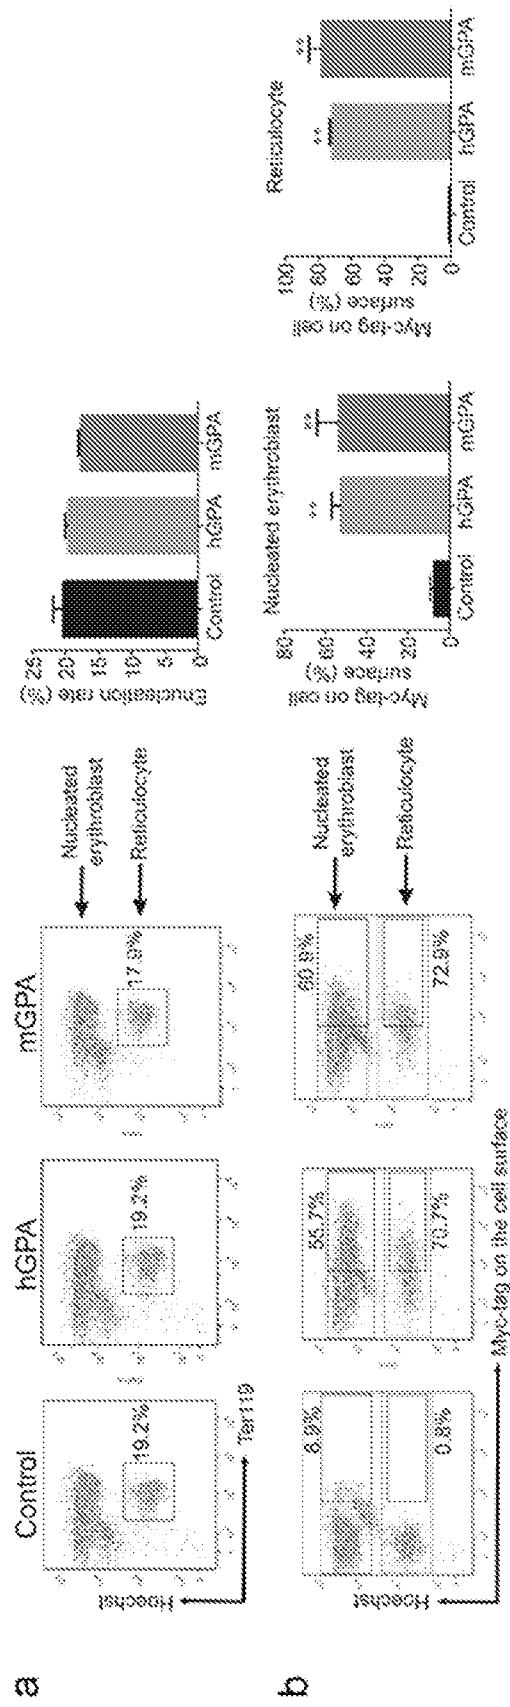 a
Control
hGPA
mGPA
Hoechst
Ter119
19.2%
19.2%
17.9%
Nucleated
erythroblast
Reticulocyte
Enucleation rate (%)
25
20
15
10
5
0
Control
hGPA
mGPA
b
Hoechst
Myc-tag on the cell surface
6.9%
0.8%
55.7%
70.7%
60.9%
72.9%
Nucleated
erythroblast
Reticulocyte
Nucleated erythroblast
Myc-tag on cell
surface (%)
80
60
40
20
0
**
**
Control
hGPA
mGPA
Reticulocyte
Myc-tag on cell
surface (%)
100
80
60
40
20
0
**
**
Control
hGPA
mGPA